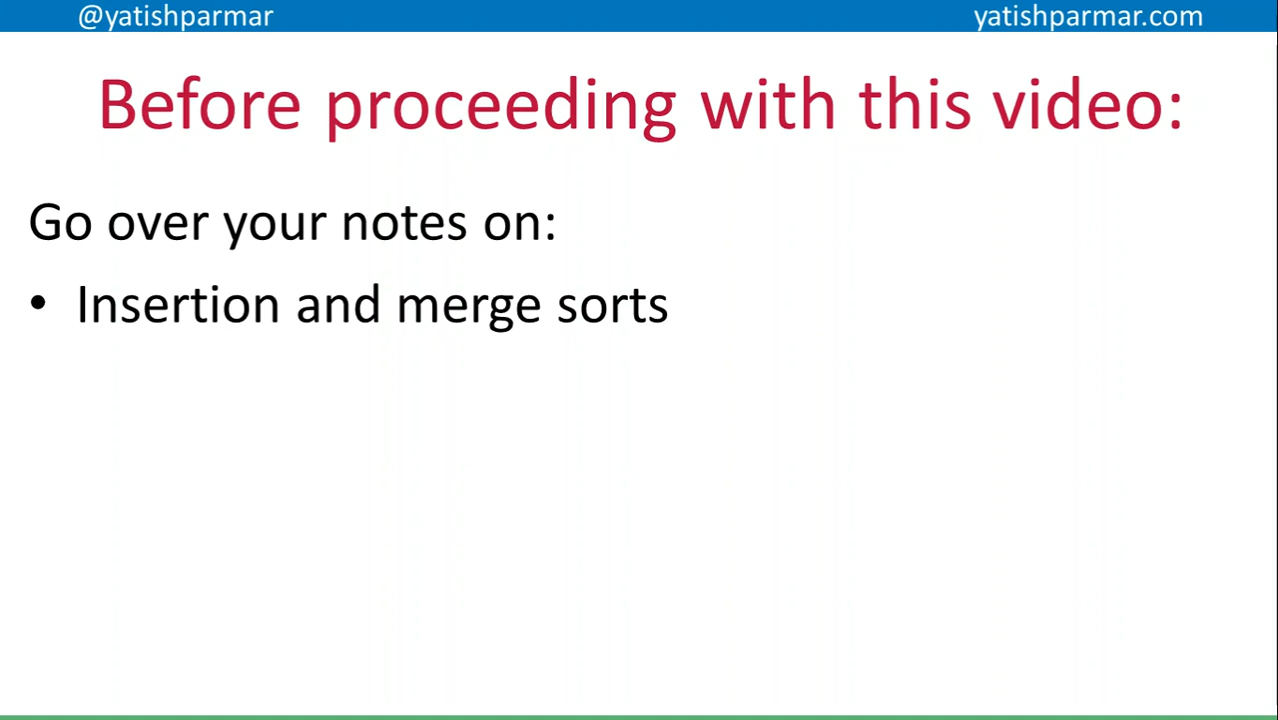 @yatishparmar
yatishparmar.com
Before proceeding with this video:
Go over your notes on:
• Insertion and merge sorts